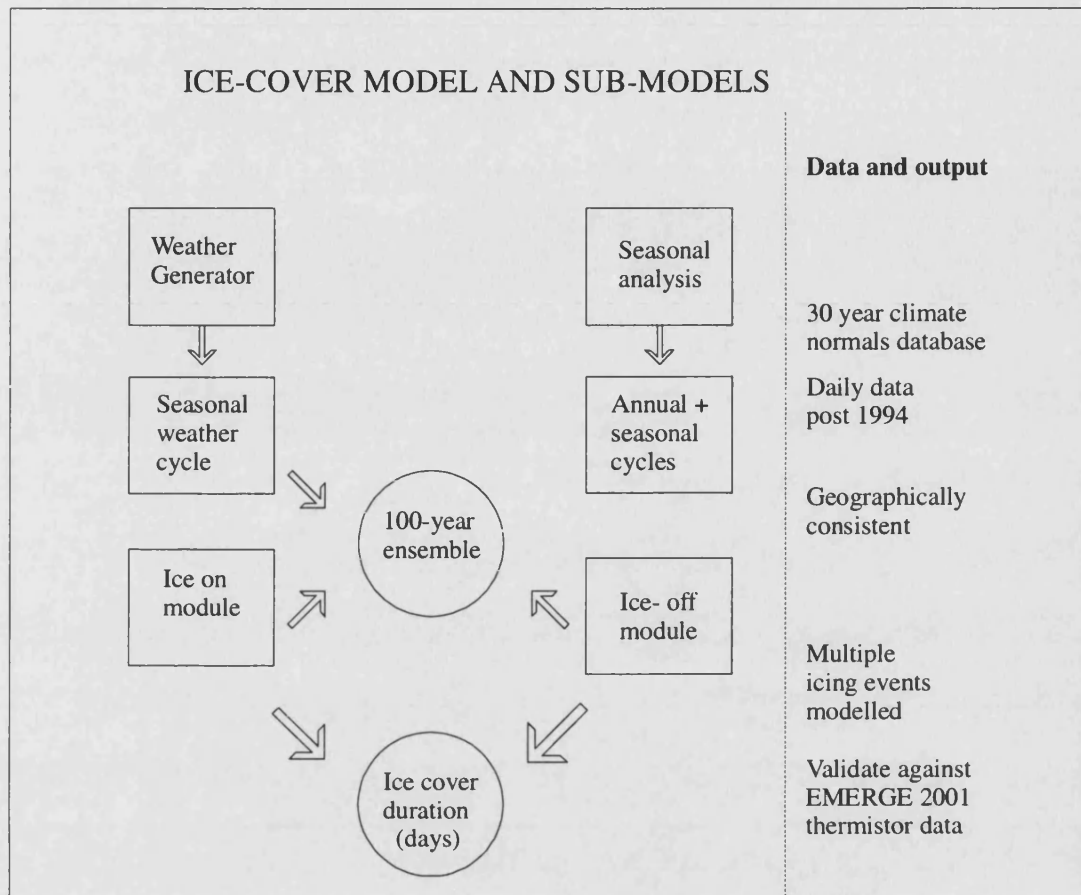 ICE-COVER MODEL AND SUB-MODELS
Data and output
Weather
Generator
Seasonal
analysis
30 year climate
normals database
Seasonal
weather
cycle
Annual +
seasonal
cycles
Daily data
post 1994
100-year
ensemble
Geographically
consistent
Ice on
module
Ice- off
module
Multiple
icing events
modelled
Ice cover
duration
(days)
Validate against
EMERGE 2001
thermistor data